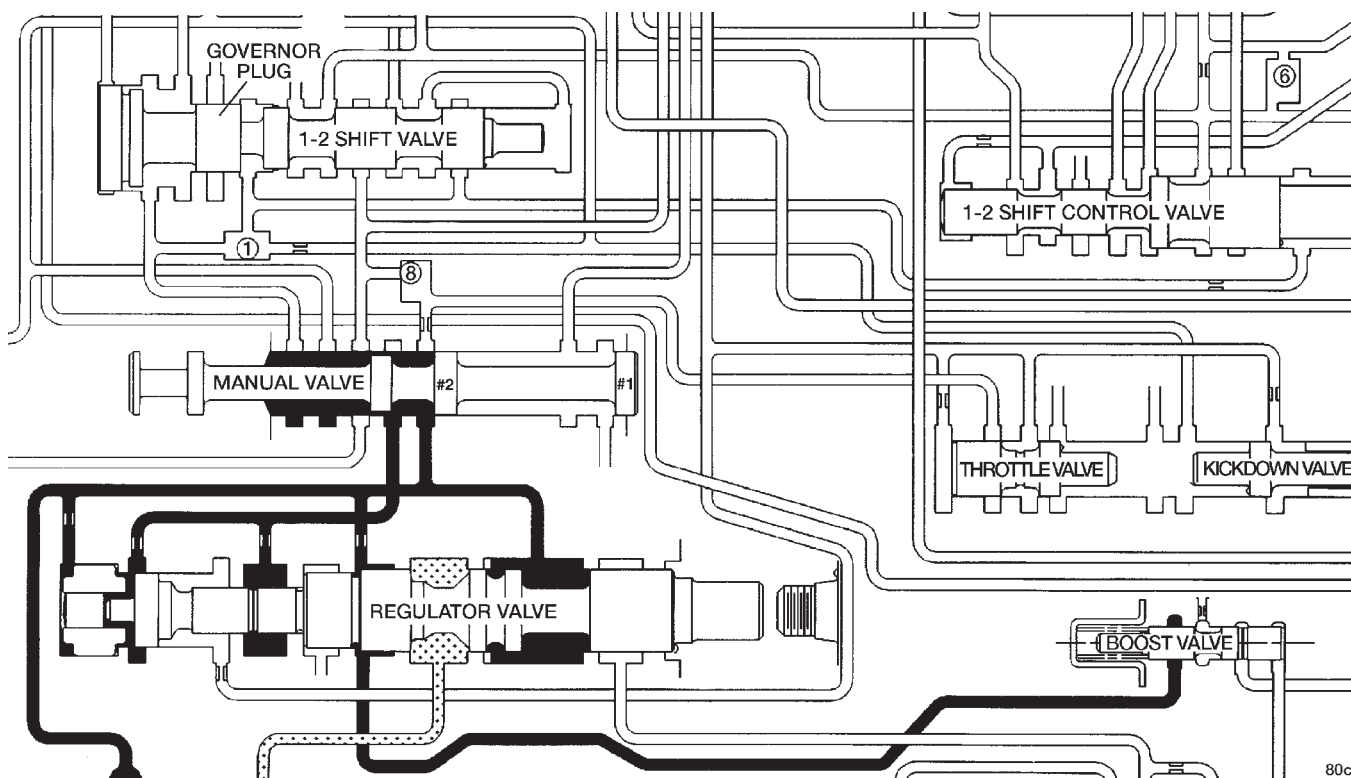 GOVERNOR
PLUG
1-2 SHIFT VALVE
6
1-2 SHIFT CONTROL VALVE
1
8
MANUAL VALVE
#2
#1
THROTTLE VALVE
KICKDOWN VALVE
REGULATOR VALVE
BOOST VALVE
80c